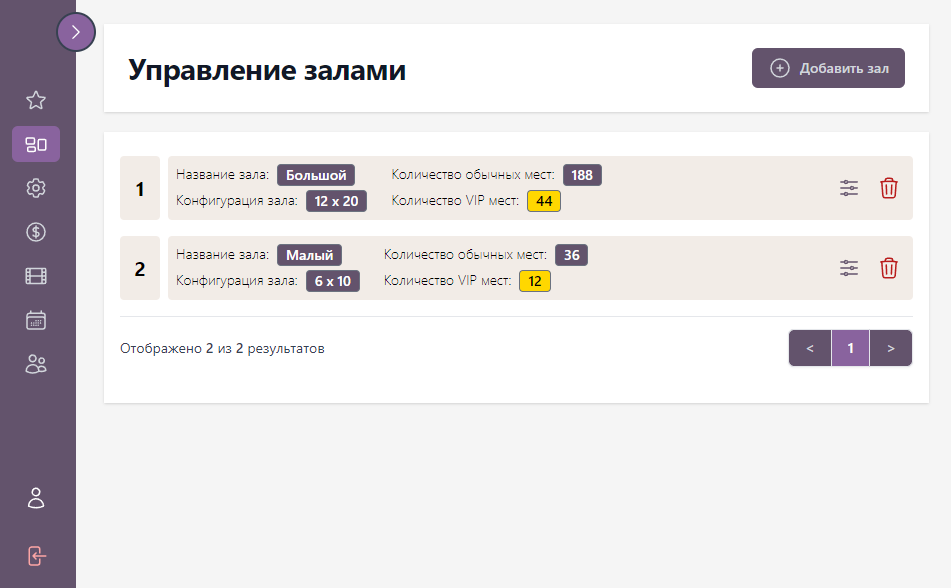 Управление залами
Добавить зал
1
Название зала: Большой Количество обычных мест: 188
Конфигурация зала: 12 x 20 Количество VIP мест: 44
2
Название зала: Малый Количество обычных мест: 36
Конфигурация зала: 6 x 10 Количество VIP мест: 12
Отображено 2 из 2 результатов
< 1 >